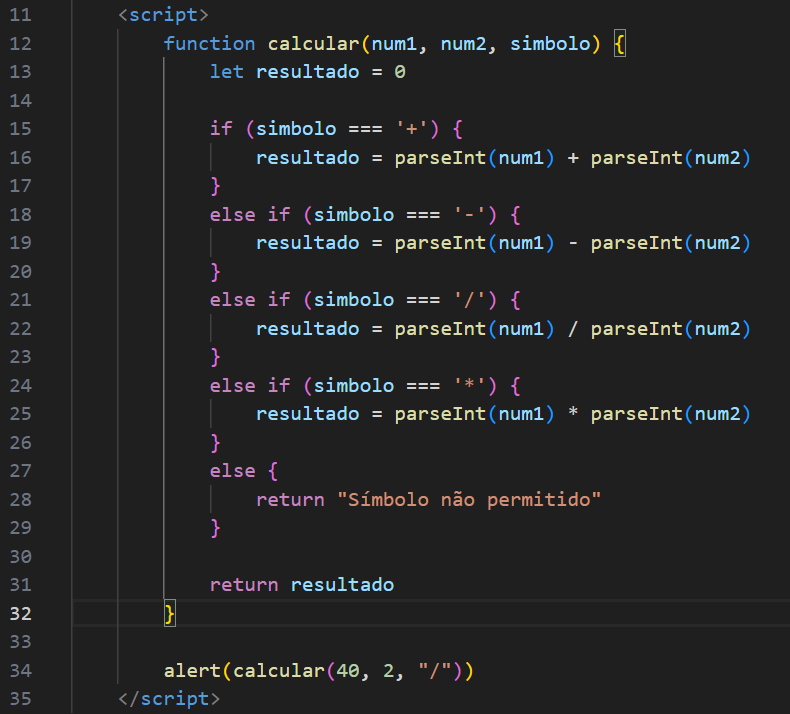 11 <script>
12 function calcular(num1, num2, simbolo) {
13 let resultado = 0
14
15 if (simbolo === '+') {
16 resultado = parseInt(num1) + parseInt(num2)
17 }
18 else if (simbolo === '-') {
19 resultado = parseInt(num1) - parseInt(num2)
20 }
21 else if (simbolo === '/') {
22 resultado = parseInt(num1) / parseInt(num2)
23 }
24 else if (simbolo === '*') {
25 resultado = parseInt(num1) * parseInt(num2)
26 }
27 else {
28 return "Símbolo não permitido"
29 }
30
31 return resultado
32 }
33
34 alert(calcular(40, 2, "/"))
35 </script>